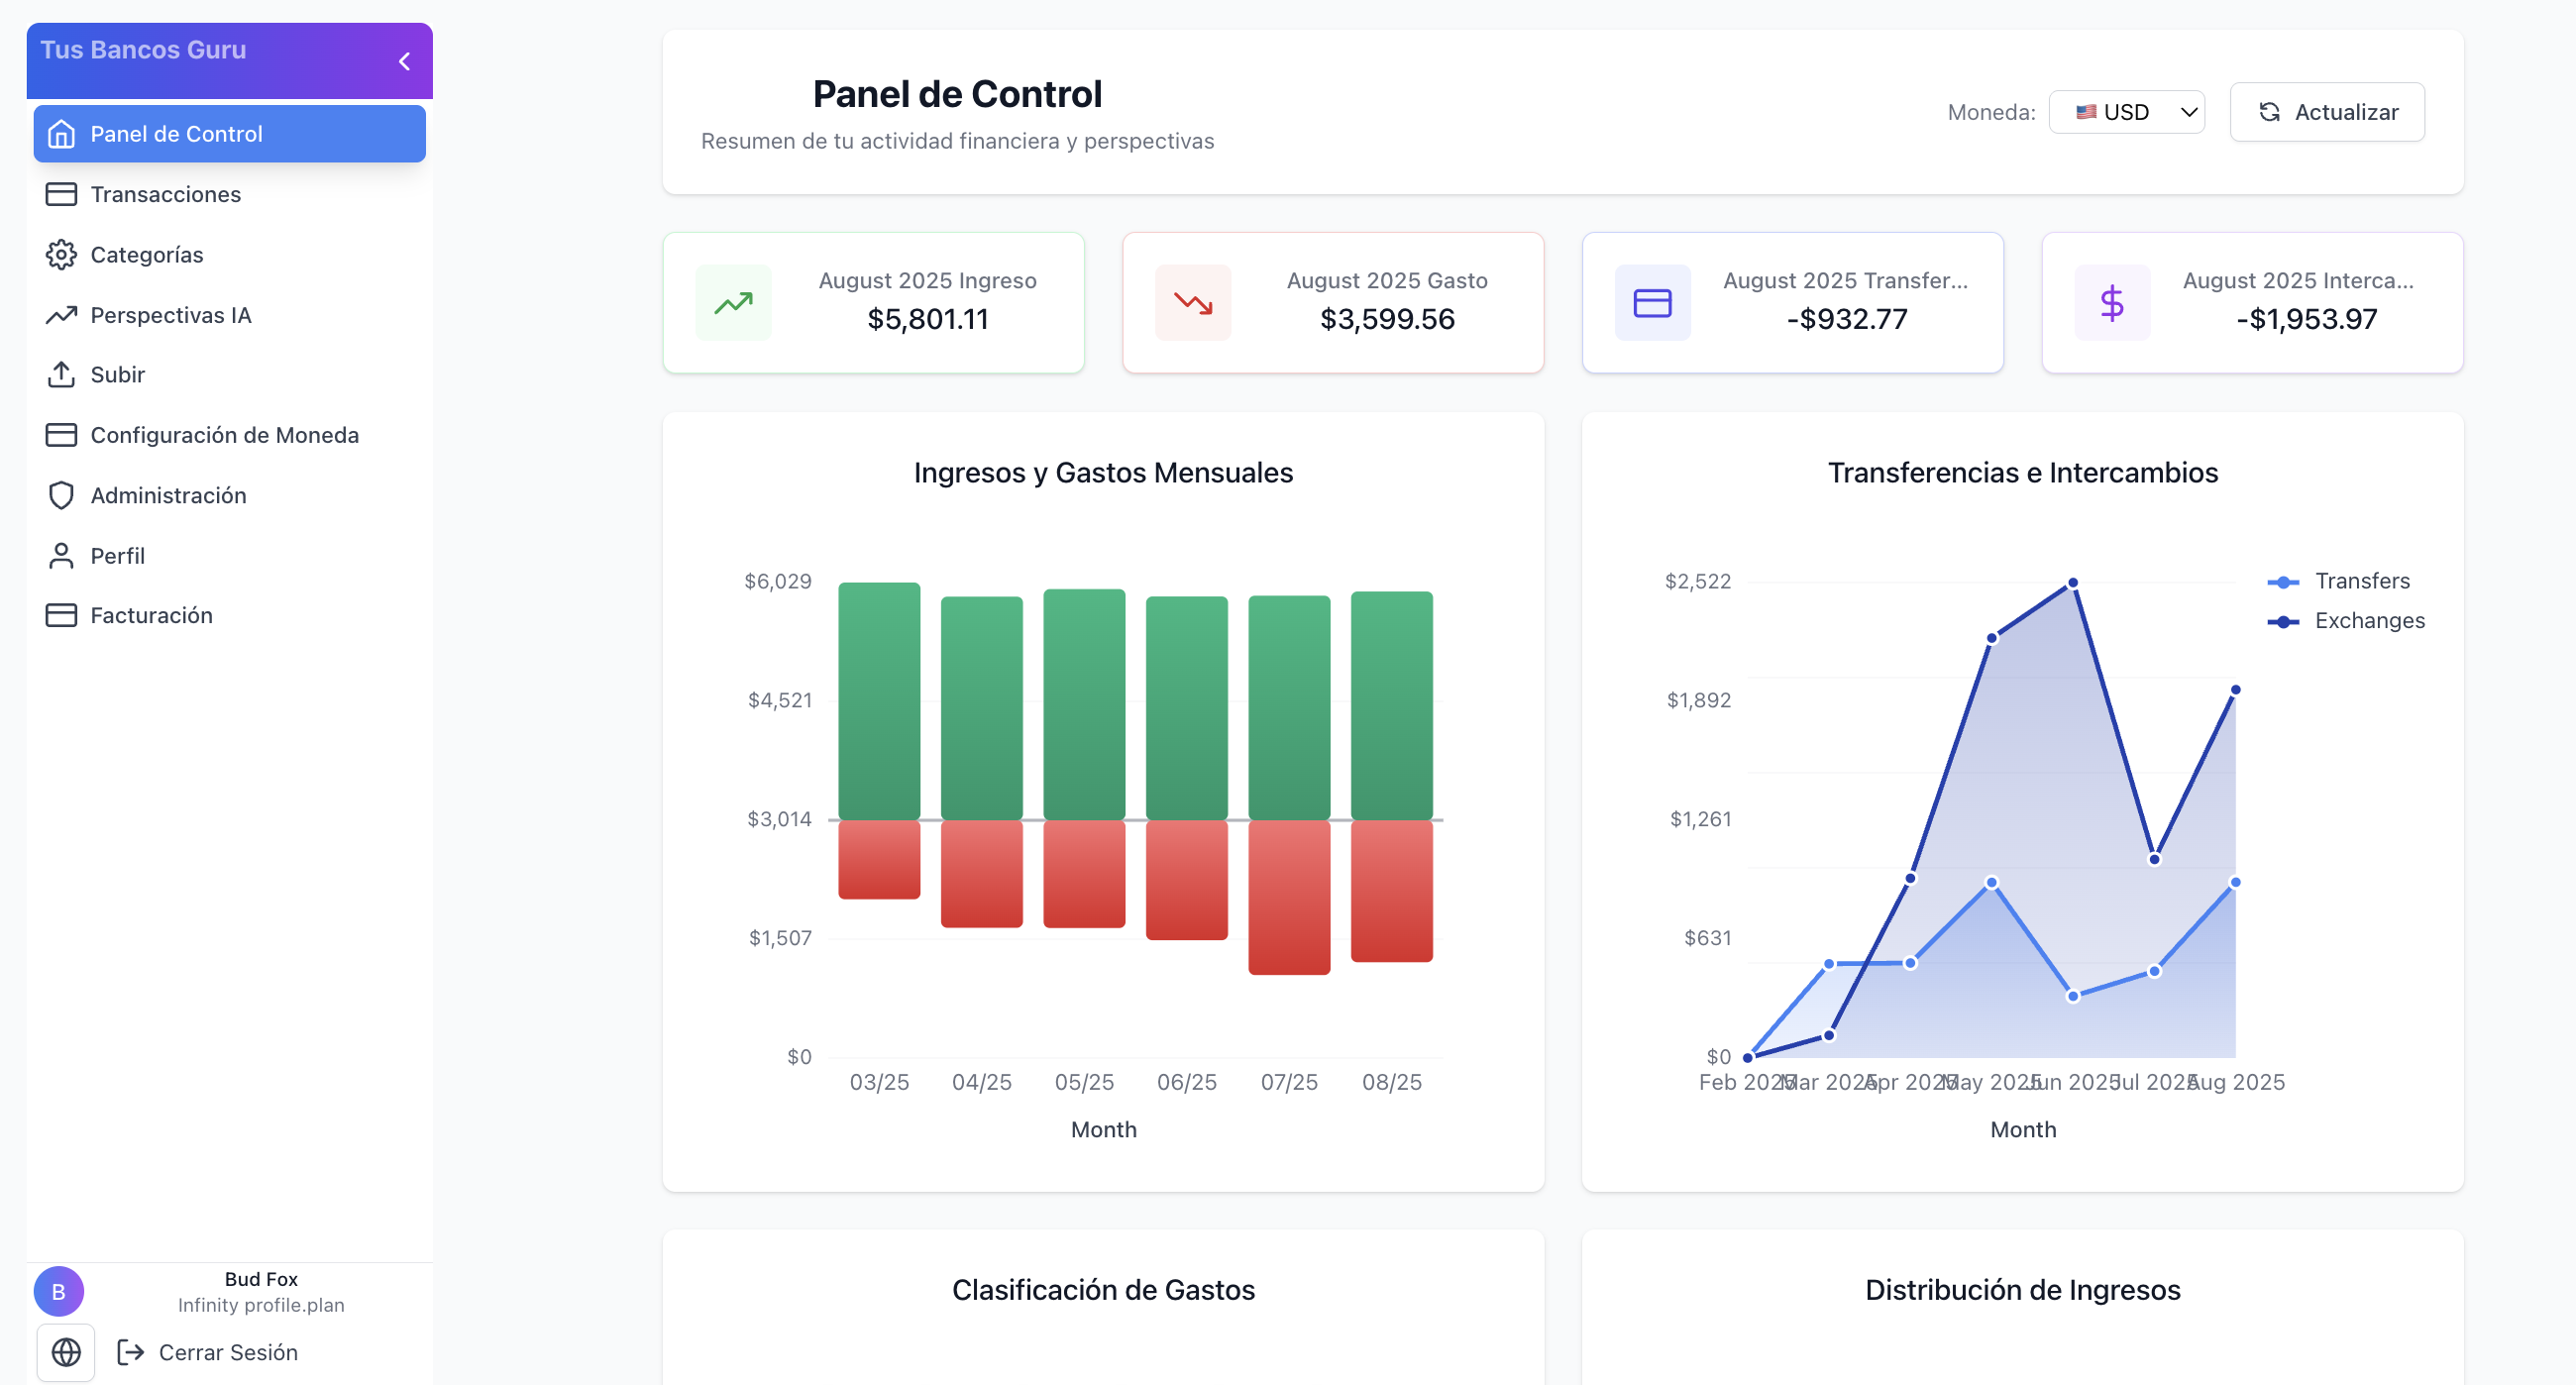 Tus Bancos Guru
Panel de Control
Transacciones
Categorías
Perspectivas IA
Subir
Configuración de Moneda
Administración
Perfil
Facturación
B
Bud Fox
Infinity profile.plan
Cerrar Sesión
Panel de Control
Resumen de tu actividad financiera y perspectivas
Moneda:
USD
Actualizar
August 2025 Ingreso
$5,801.11
August 2025 Gasto
$3,599.56
August 2025 Transfer...
-$932.77
August 2025 Interca...
-$1,953.97
Ingresos y Gastos Mensuales
$6,029
$4,521
$3,014
$1,507
$0
03/25 04/25 05/25 06/25 07/25 08/25
Month
Transferencias e Intercambios
$2,522
$1,892
$1,261
$631
$0
Feb 2025 Mar 2025 Apr 2025 May 2025 Jun 2025 Jul 2025 Aug 2025
Month
Transfers
Exchanges
Clasificación de Gastos
Distribución de Ingresos